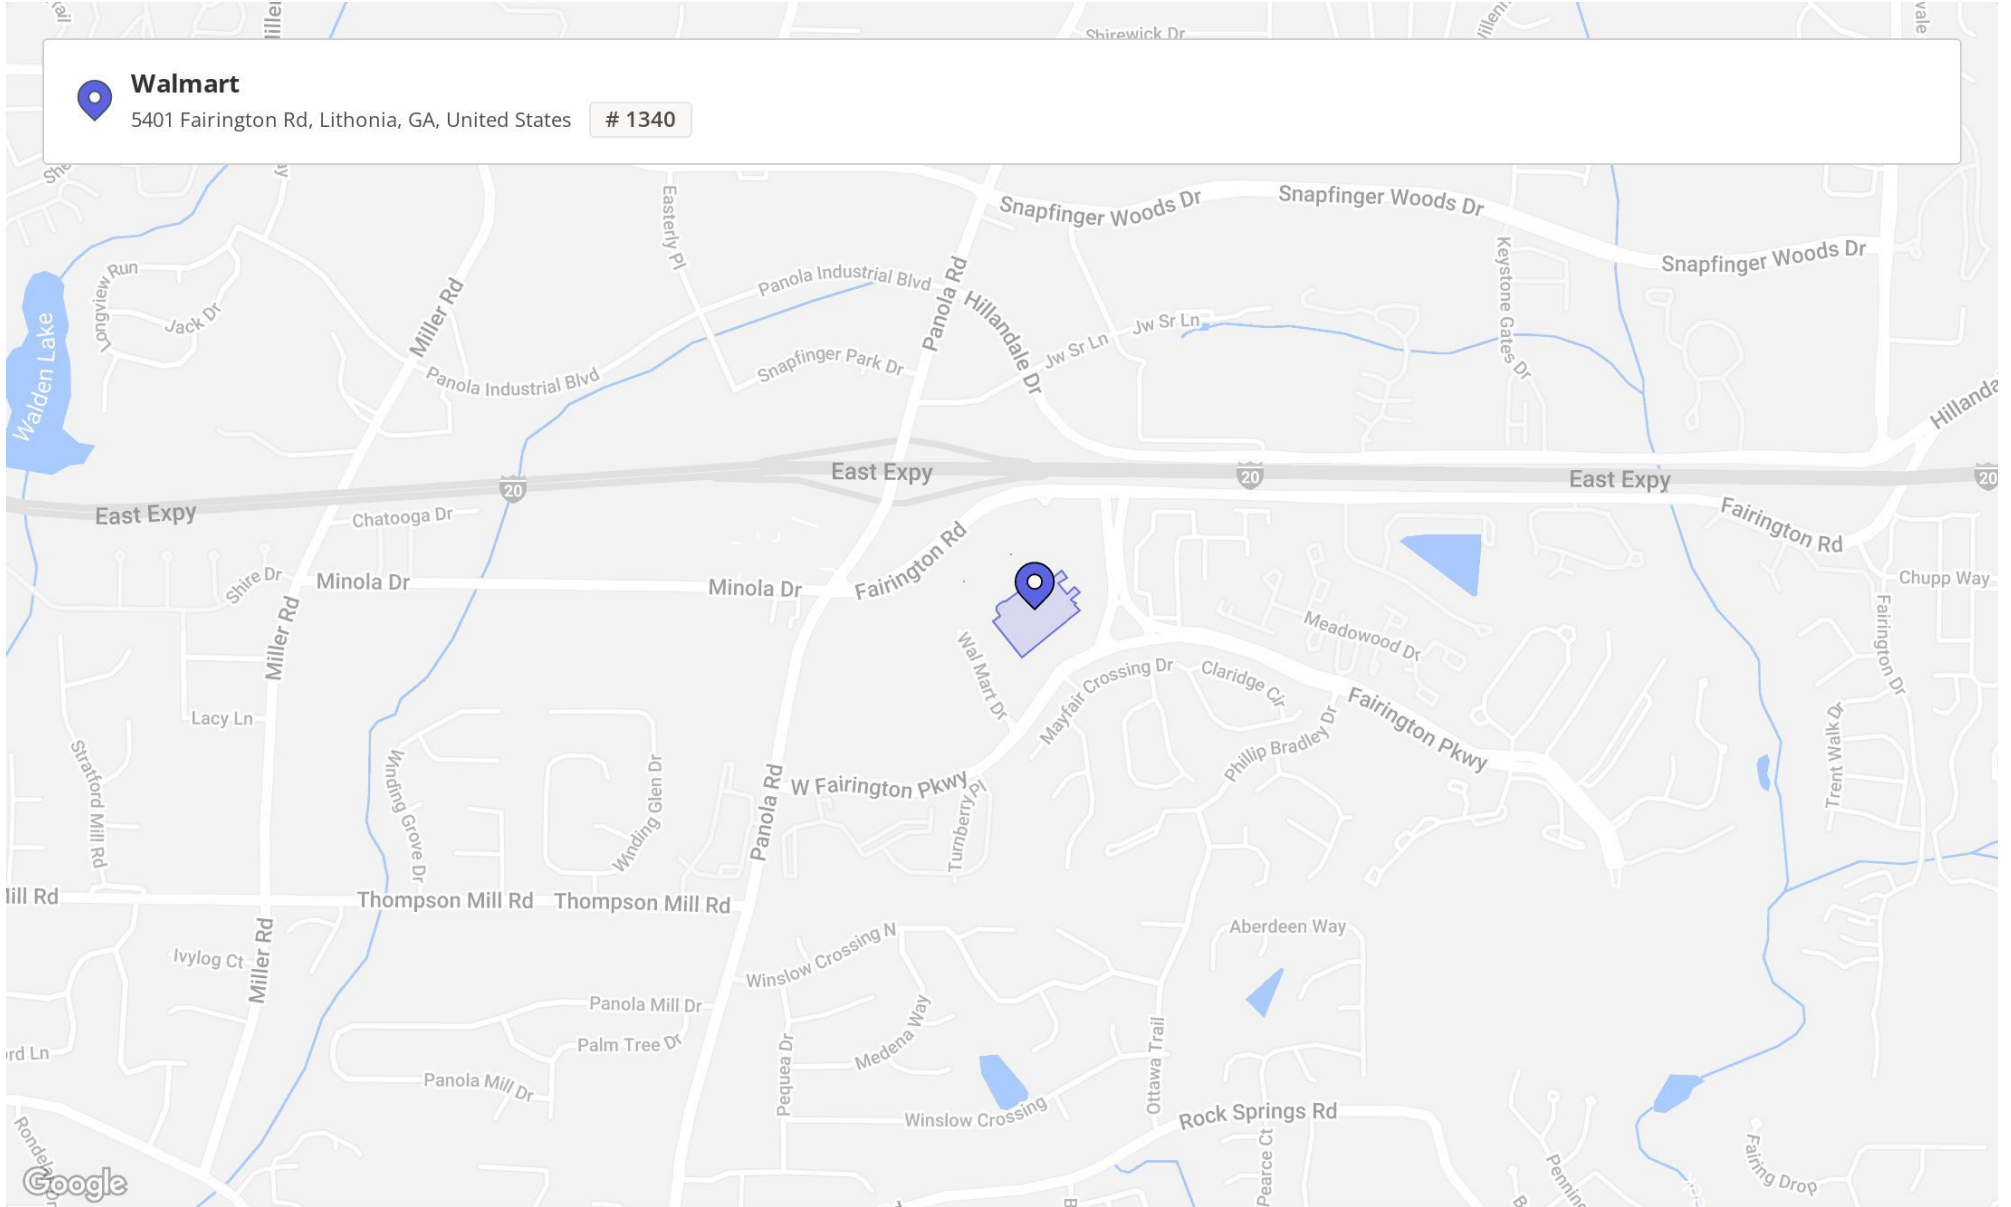 Shirewick Dr
Walmart
5401 Fairington Rd, Lithonia, GA, United States
# 1340
Snapfinger Woods Dr
Snapfinger Woods Dr
Snapfinger Woods Dr
Easterly Pl
Keystone Gates Dr
Longview Run
Jack Dr
Miller Rd
Panola Industrial Blvd
Panola Rd
Hillandale Dr
Jw Sr Ln
Jw Sr Ln
Walden Lake
Panola Industrial Blvd
Snapfinger Park Dr
East Expy
20
East Expy
20
East Expy
20
Chatooga Dr
Fairington Rd
Fairington Rd
Shire Dr
Minola Dr
Minola Dr
Chupp Way
Miller Rd
Meadowood Dr
Fairington Dr
Wal Mart Dr
Mayfair Crossing Dr
Claridge Cir
Lacy Ln
Fairington Pkwy
Phillip Bradley Dr
Trent Walk Dr
Stratford Mill Rd
Winding Grove Dr
Winding Glen Dr
Panola Rd
W Fairington Pkwy
Turnberry Pl
Mill Rd
Thompson Mill Rd
Thompson Mill Rd
Aberdeen Way
Winslow Crossing N
Ivylog Ct
Miller Rd
Panola Mill Dr
Medena Way
Palm Tree Dr
Pequea Dr
Ottawa Trail
rd Ln
Panola Mill Dr
Winslow Crossing
Rock Springs Rd
Pearce Ct
Fairing Drop
Google